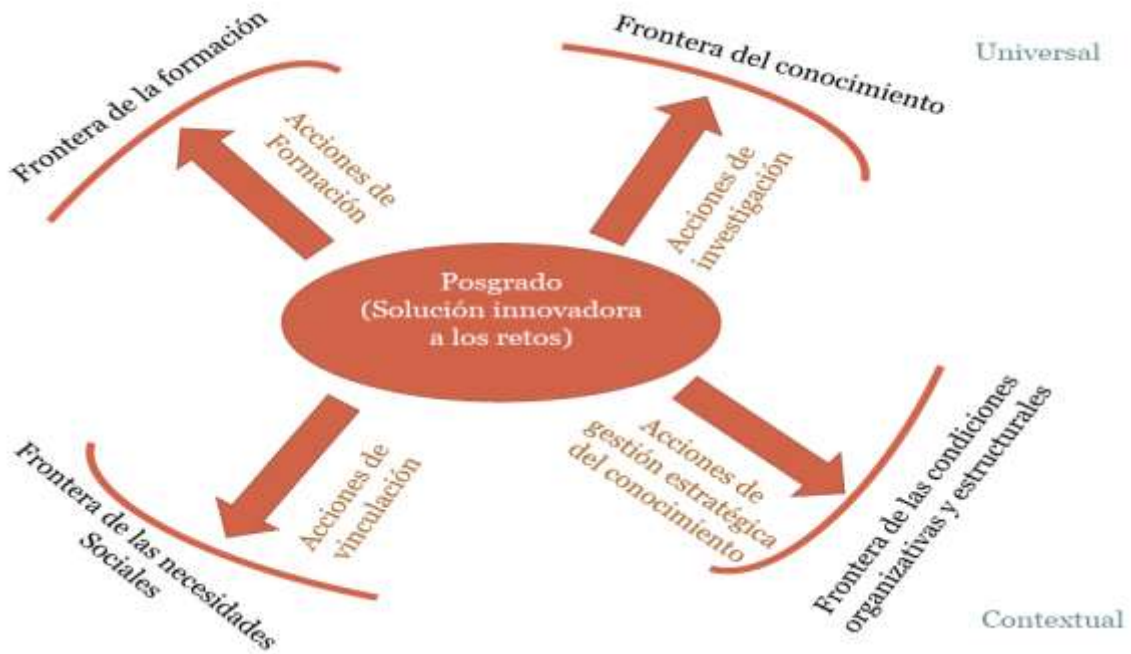 Frontera de la formación
Acciones de
Formación
Frontera del conocimiento
Acciones de
investigación
Universal
Posgrado
(Solución innovadora
a los retos)
Frontera de las necesidades
Sociales
Acciones de
vinculación
Acciones de
gestión estratégica
del conocimiento
Frontera de las condiciones
organizativas y estructurales
Contextual